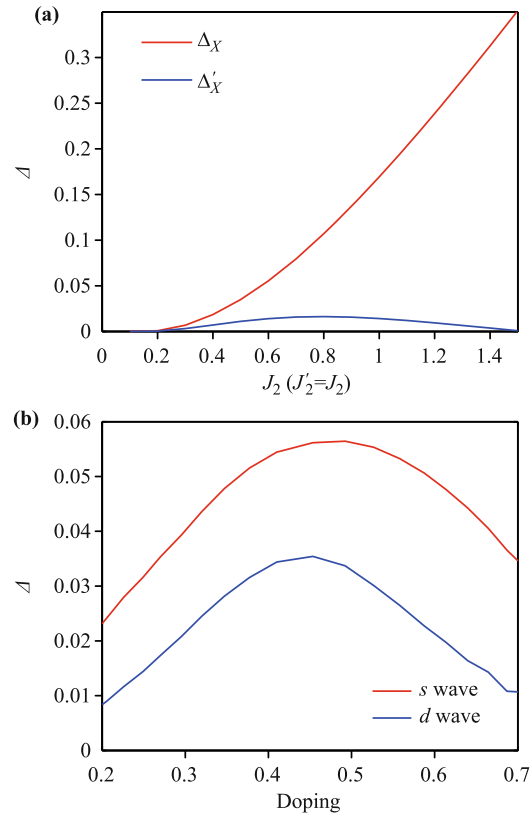 (a)
Δ_X
Δ′_X
0.3
0.25
0.2
0.15
0.1
0.05
0
Δ
0 0.2 0.4 0.6 0.8 1 1.2 1.4
J₂ (J′₂=J₂)
(b)
0.06
0.05
0.04
0.03
0.02
0.01
0
Δ
s wave
d wave
0.2 0.3 0.4 0.5 0.6 0.7
Doping